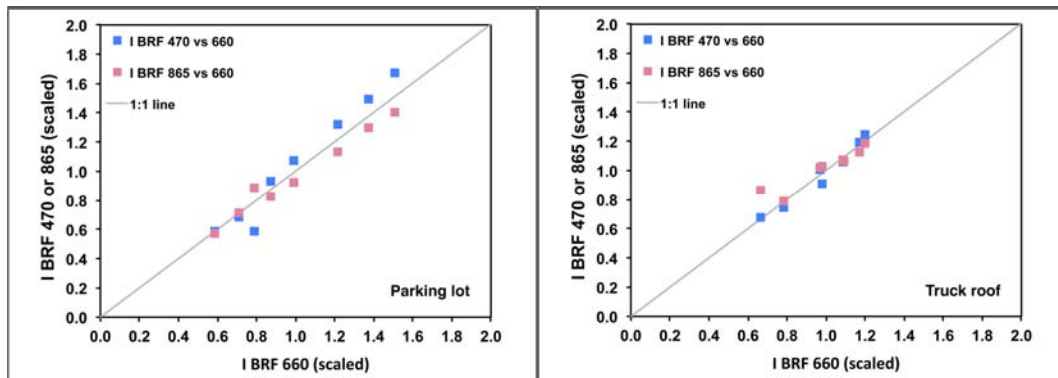 I BRF 470 or 865 (scaled)
2.0
1.8
1.6
1.4
1.2
1.0
0.8
0.6
0.4
0.2
0.0
I BRF 470 vs 660
I BRF 865 vs 660
1:1 line
Parking lot
0.0 0.2 0.4 0.6 0.8 1.0 1.2 1.4 1.6 1.8 2.0
I BRF 660 (scaled)
I BRF 470 or 865 (scaled)
2.0
1.8
1.6
1.4
1.2
1.0
0.8
0.6
0.4
0.2
0.0
I BRF 470 vs 660
I BRF 865 vs 660
1:1 line
Truck roof
0.0 0.2 0.4 0.6 0.8 1.0 1.2 1.4 1.6 1.8 2.0
I BRF 660 (scaled)